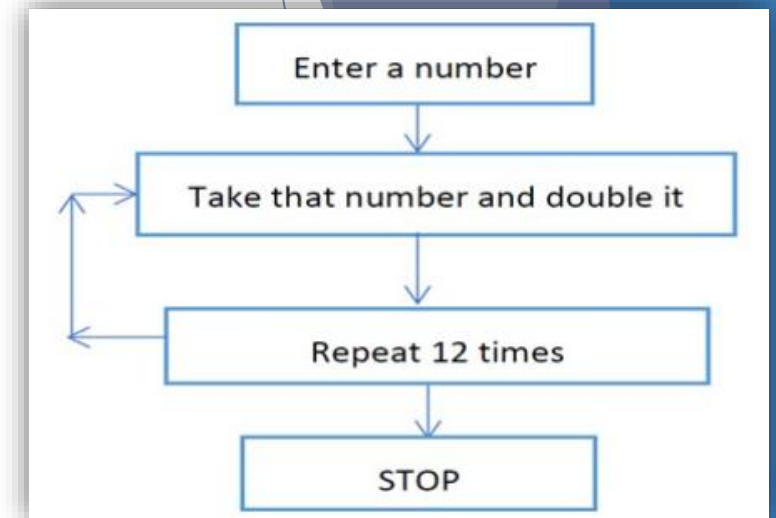 Enter a number
Take that number and double it
Repeat 12 times
STOP